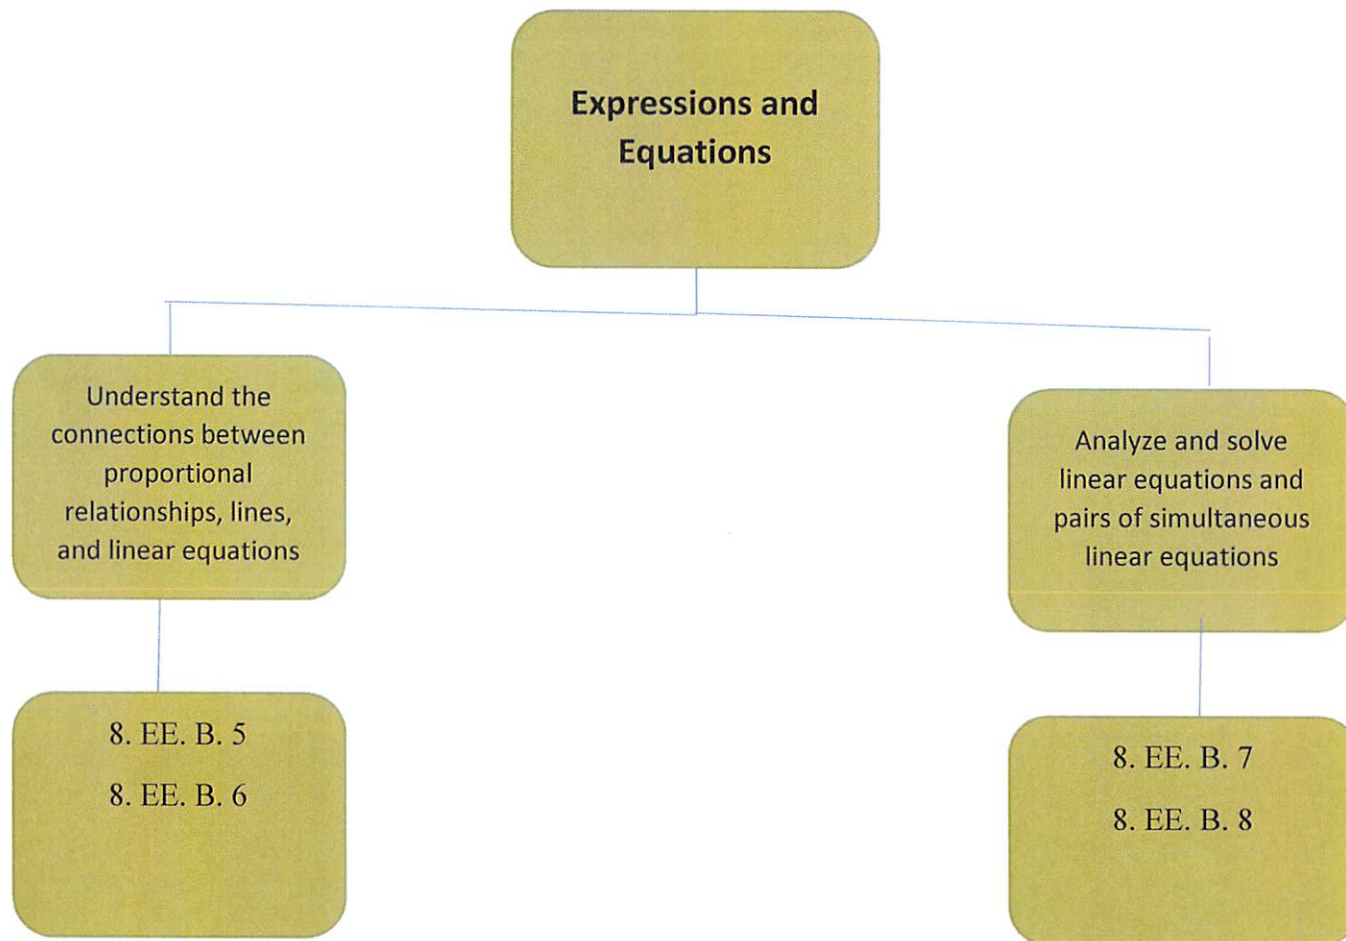 Expressions and
Equations
Understand the
connections between
proportional
relationships, lines,
and linear equations
Analyze and solve
linear equations and
pairs of simultaneous
linear equations
8. EE. B. 5
8. EE. B. 6
8. EE. B. 7
8. EE. B. 8